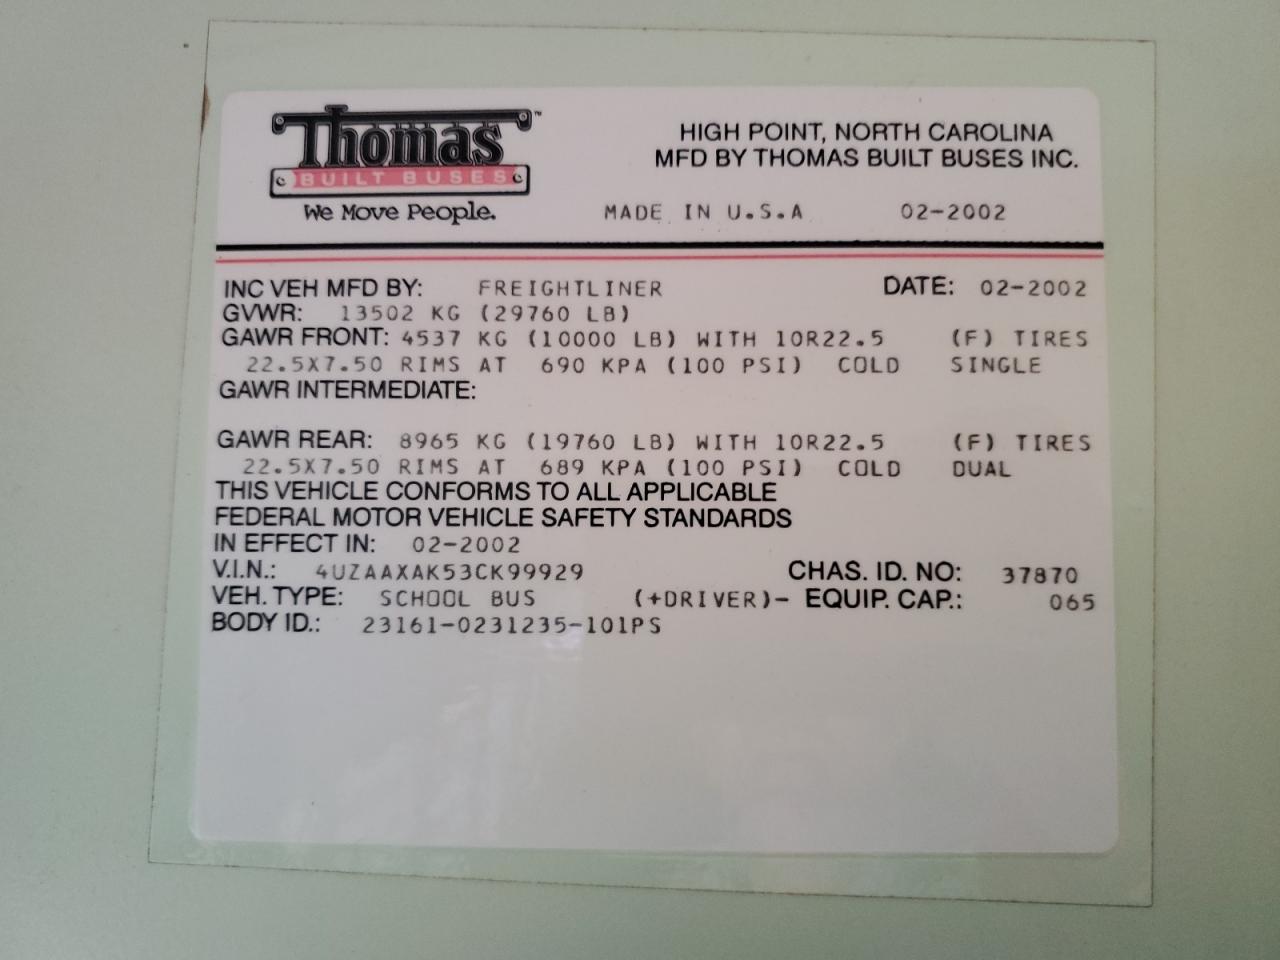 Thomas™
BUILT BUSES
We Move People.
HIGH POINT, NORTH CAROLINA
MFD BY THOMAS BUILT BUSES INC.
MADE IN U.S.A 02-2002
INC VEH MFD BY: FREIGHTLINER DATE: 02-2002
GVWR: 13502 KG (29760 LB)
GAWR FRONT: 4537 KG (10000 LB) WITH 10R22.5 (F) TIRES
22.5X7.50 RIMS AT 690 KPA (100 PSI) COLD SINGLE
GAWR INTERMEDIATE:
GAWR REAR: 8965 KG (19760 LB) WITH 10R22.5 (F) TIRES
22.5X7.50 RIMS AT 689 KPA (100 PSI) COLD DUAL
THIS VEHICLE CONFORMS TO ALL APPLICABLE
FEDERAL MOTOR VEHICLE SAFETY STANDARDS
IN EFFECT IN: 02-2002
V.I.N.: 4UZAAXAK53CK99929 CHAS. ID. NO: 37870
VEH. TYPE: SCHOOL BUS (+DRIVER)- EQUIP. CAP.: 065
BODY ID.: 23161-0231235-101PS